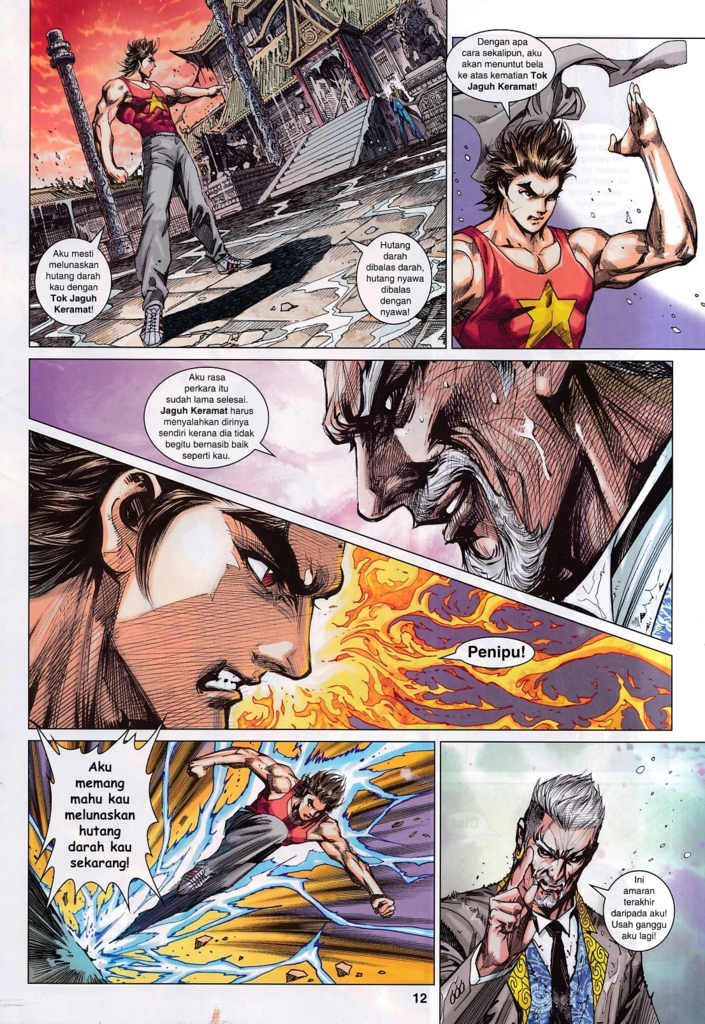 Aku mesti
melunaskan
hutang darah
kau dengan
Tok Jaguh
Keramat!
Hutang
darah
dibalas darah,
hutang nyawa
dibalas
dengan
nyawa!
Dengan apa
cara sekalipun, aku
akan menuntut bela
ke atas kematian Tok
Jaguh Keramat!
Aku rasa
perkara itu
sudah lama selesai.
Jaguh Keramat harus
menyalahkan dirinya
sendiri kerana dia tidak
begitu bernasib baik
seperti kau.
Penipu!
Aku
memang
mahu kau
melunaskan
hutang
darah kau
sekarang!
Ini
amaran
terakhir
daripada aku!
Usah ganggu
aku lagi!
12